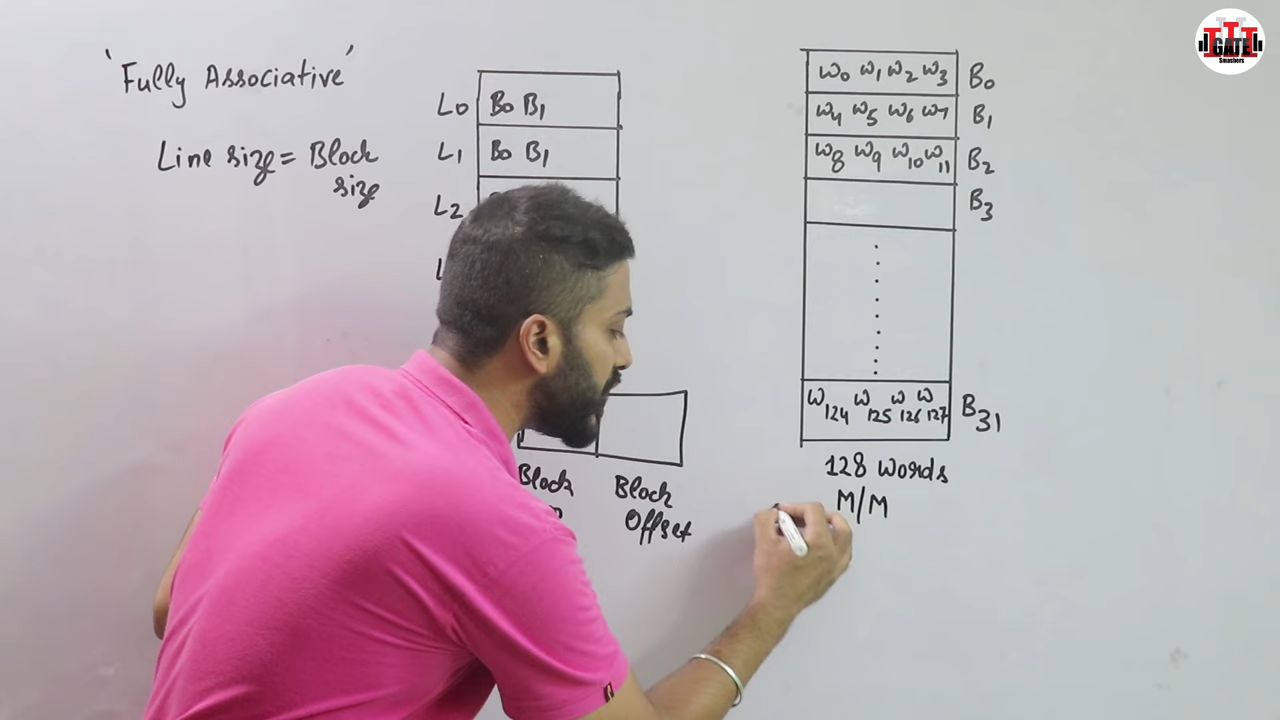 'Fully Associative'
Line size = Block
size
L0 B0 B1
L1 B0 B1
L2
Block
Block
Offset
W0 W1 W2 W3 B0
W4 W5 W6 W7 B1
W8 W9 W10 W11 B2
B3
W124 W125 W126 W127 B31
128 words
M/M
GATE
Smashers